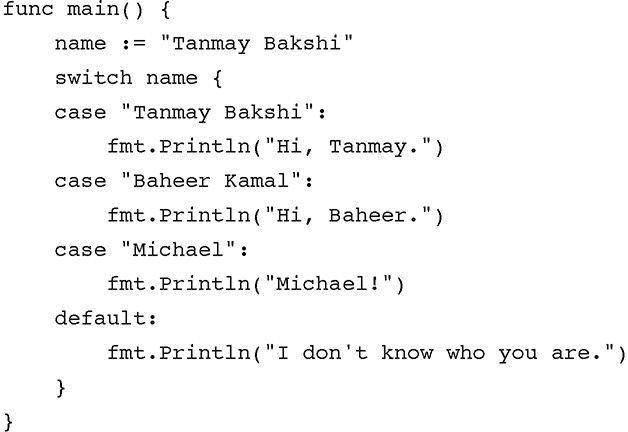 func main() {
    name := "Tanmay Bakshi"
    switch name {
    case "Tanmay Bakshi":
        fmt.Println("Hi, Tanmay.")
    case "Baheer Kamal":
        fmt.Println("Hi, Baheer.")
    case "Michael":
        fmt.Println("Michael!")
    default:
        fmt.Println("I don't know who you are.")
    }
}